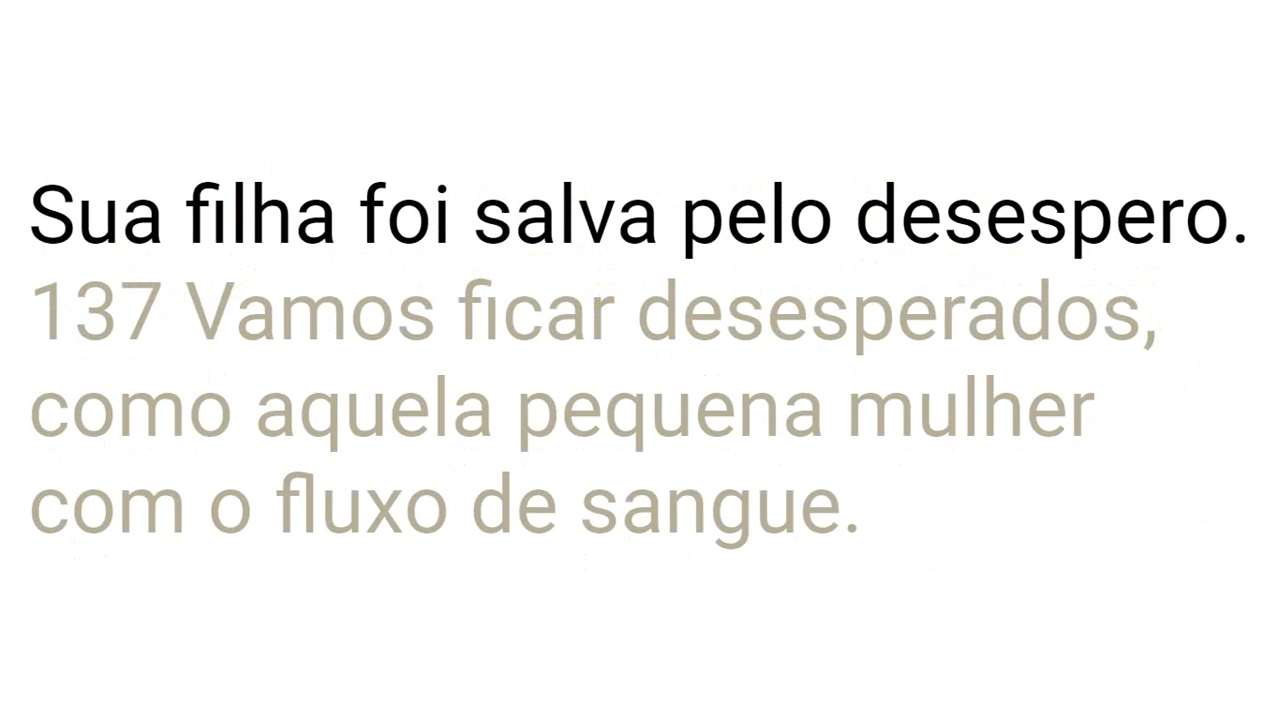 Sua filha foi salva pelo desespero.
137 Vamos ficar desesperados,
como aquela pequena mulher
com o fluxo de sangue.